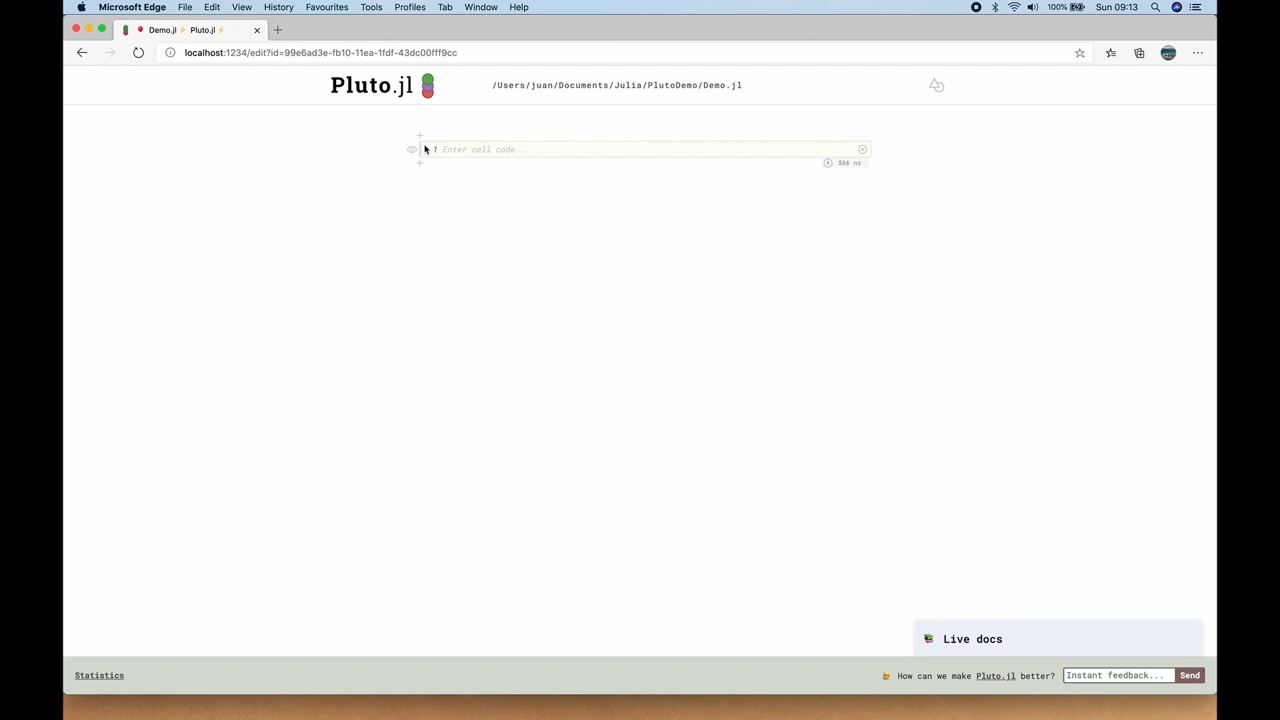 Microsoft Edge File Edit View History Favourites Tools Profiles Tab Window Help 100% Sun 09:13
Demo.jl ⚡ Pluto.jl ⚡
localhost:1234/edit?id=99e6ad3e-fb10-11ea-1fdf-43dc00fff9cc
Pluto.jl /Users/juan/Documents/Julia/PlutoDemo/Demo.jl
1 Enter cell code...
566 ns
Live docs
Statistics How can we make Pluto.jl better? Instant feedback... Send